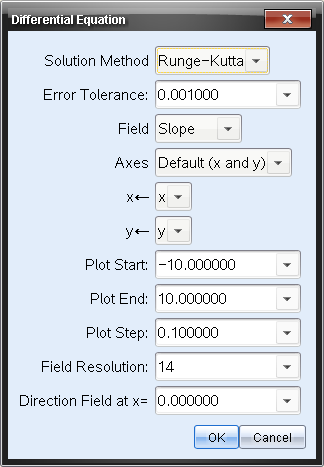 Differential Equation
Solution Method Runge-Kutta
Error Tolerance: 0.001000
Field Slope
Axes Default (x and y)
x← x
y← y
Plot Start: -10.000000
Plot End: 10.000000
Plot Step: 0.100000
Field Resolution: 14
Direction Field at x= 0.000000
OK Cancel